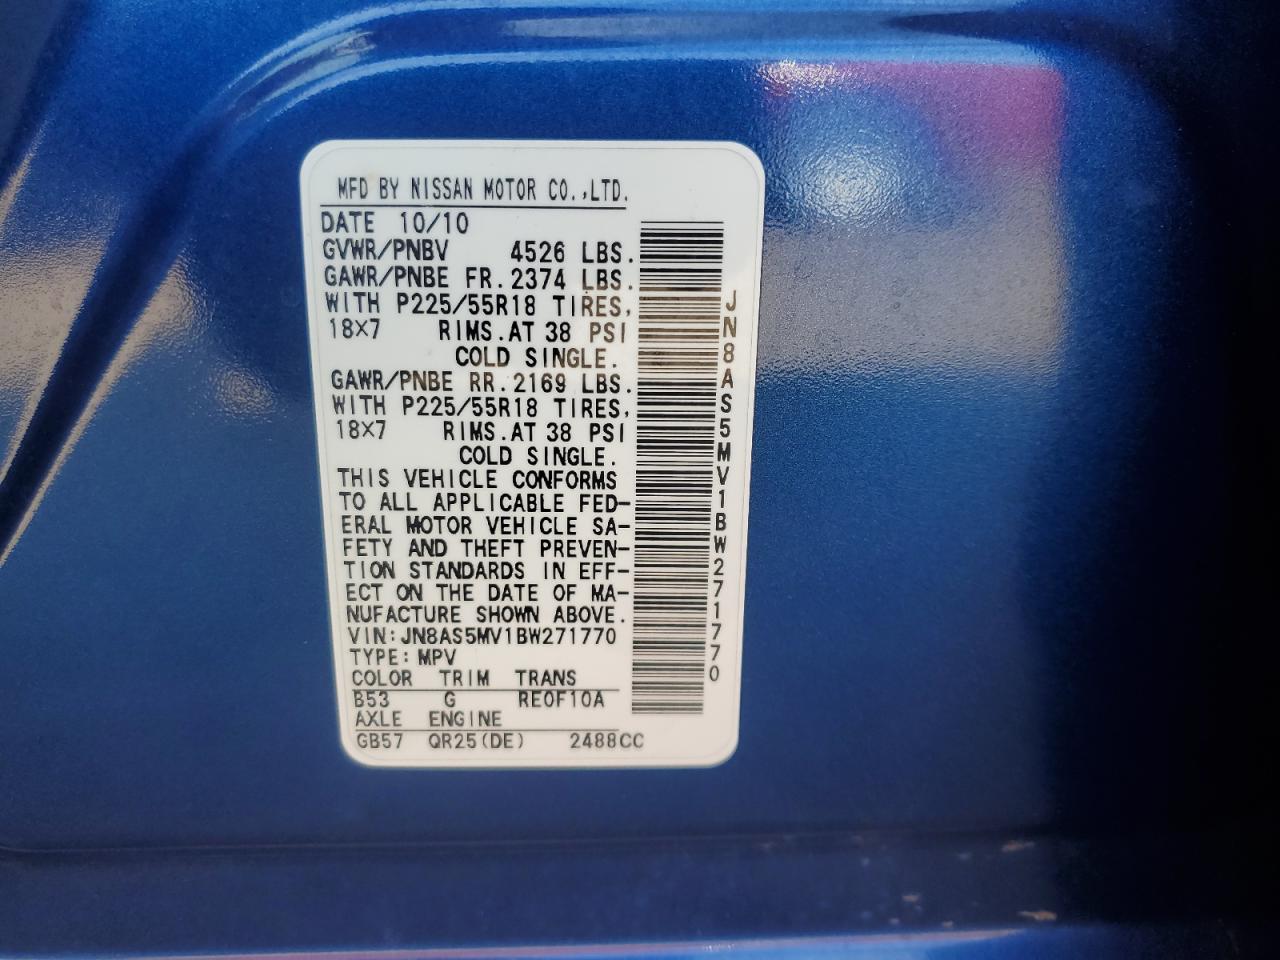 MFD BY NISSAN MOTOR CO.,LTD.
DATE 10/10
GVWR/PNBV 4526 LBS.
GAWR/PNBE FR.2374 LBS.
WITH P225/55R18 TIRES,
18X7 RIMS.AT 38 PSI
COLD SINGLE.
GAWR/PNBE RR.2169 LBS.
WITH P225/55R18 TIRES,
18X7 RIMS.AT 38 PSI
COLD SINGLE.
THIS VEHICLE CONFORMS
TO ALL APPLICABLE FED-
ERAL MOTOR VEHICLE SA-
FETY AND THEFT PREVEN-
TION STANDARDS IN EFF-
ECT ON THE DATE OF MA-
NUFACTURE SHOWN ABOVE.
VIN:JN8AS5MV1BW271770
TYPE:MPV
COLOR TRIM TRANS
B53 G RE0F10A
AXLE ENGINE
GB57 QR25(DE) 2488CC
JN8AS5MV1BW271770